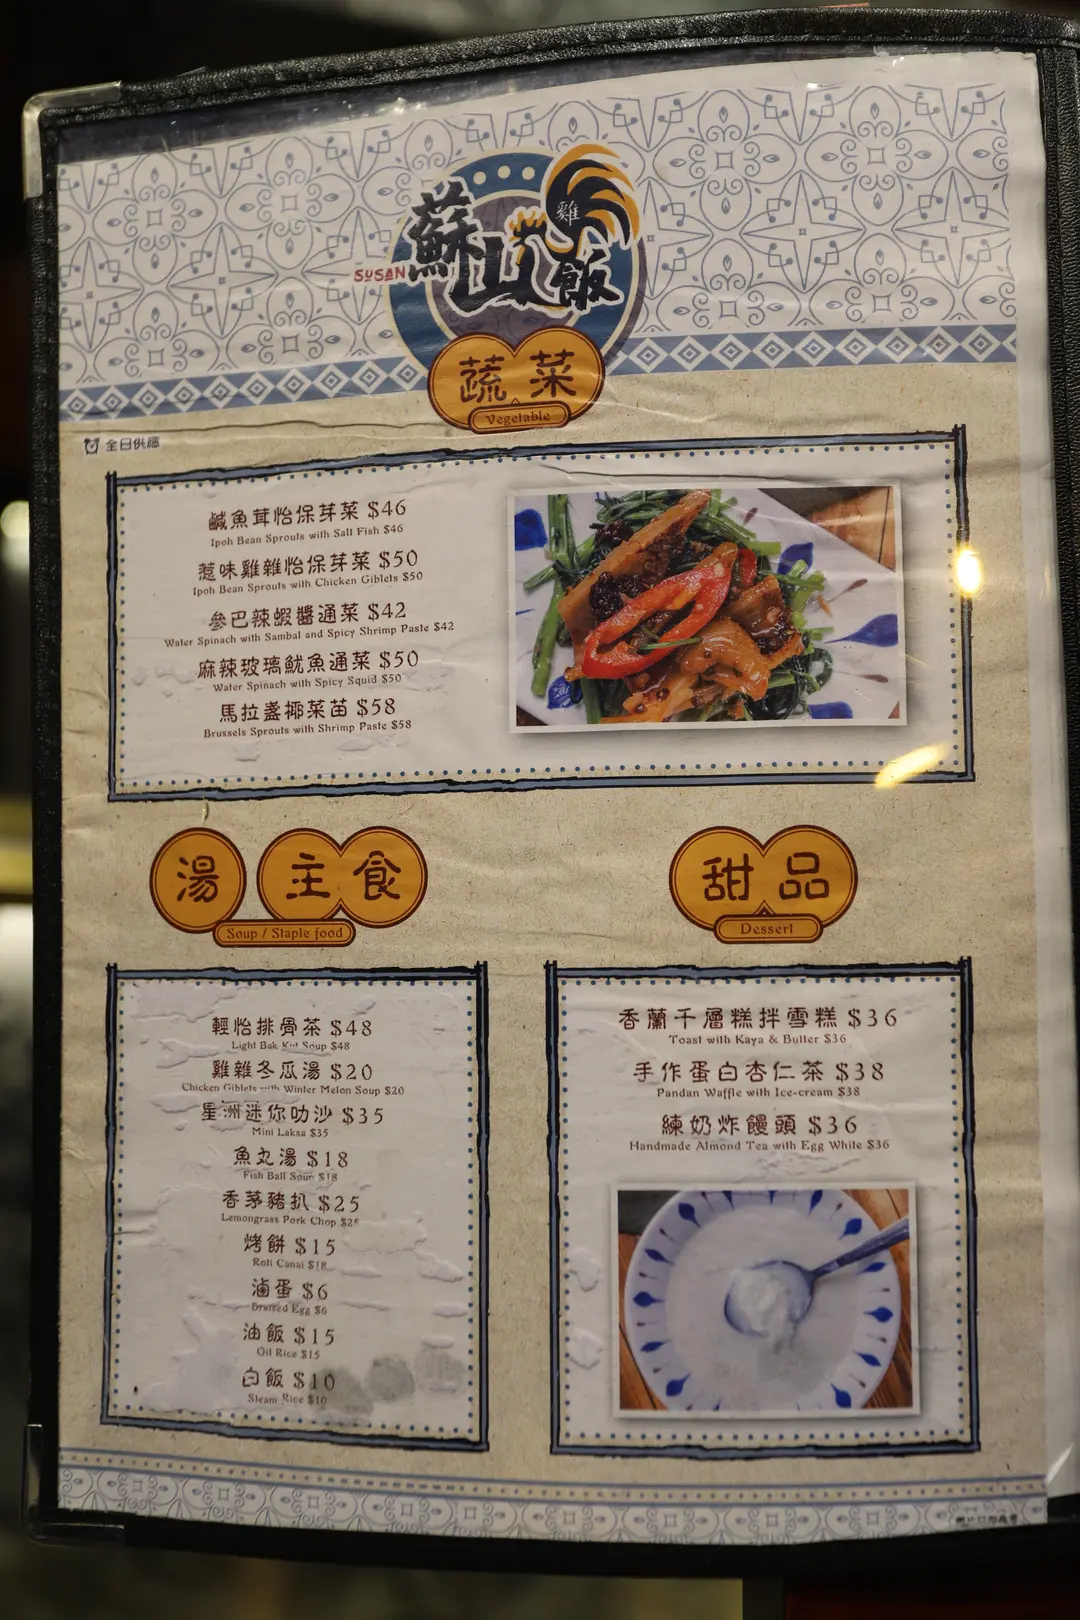 蘇山雞飯
SUSAN
蔬菜
Vegetable
全日供應
鹹魚茸怡保芽菜 $46
Ipoh Bean Sprouts with Salt Fish $46
惹味雞雜怡保芽菜 $50
Ipoh Bean Sprouts with Chicken Giblets $50
參巴辣蝦醬通菜 $42
Water Spinach with Sambal and Spicy Shrimp Paste $42
麻辣玻璃魷魚通菜 $50
Water Spinach with Spicy Squid $50
馬拉盞椰菜苗 $58
Brussels Sprouts with Shrimp Paste $58
湯 主食
Soup / Staple food
輕怡排骨茶 $48
Light Bak Kut Soup $48
雞雜冬瓜湯 $20
Chicken Giblets with Winter Melon Soup $20
星洲迷你叻沙 $35
Mini Laksa $35
魚丸湯 $18
Fish Ball Soup $18
香茅豬扒 $25
Lemongrass Pork Chop $25
烤餅 $15
Roti Canai $18
滷蛋 $6
Braised Egg $6
油飯 $15
Oil Rice $15
白飯 $10
Steam Rice $10
甜品
Dessert
香蘭千層糕拌雪糕 $36
Toast with Kaya & Butter $36
手作蛋白杏仁茶 $38
Pandan Waffle with Ice-cream $38
練奶炸饅頭 $36
Handmade Almond Tea with Egg White $36